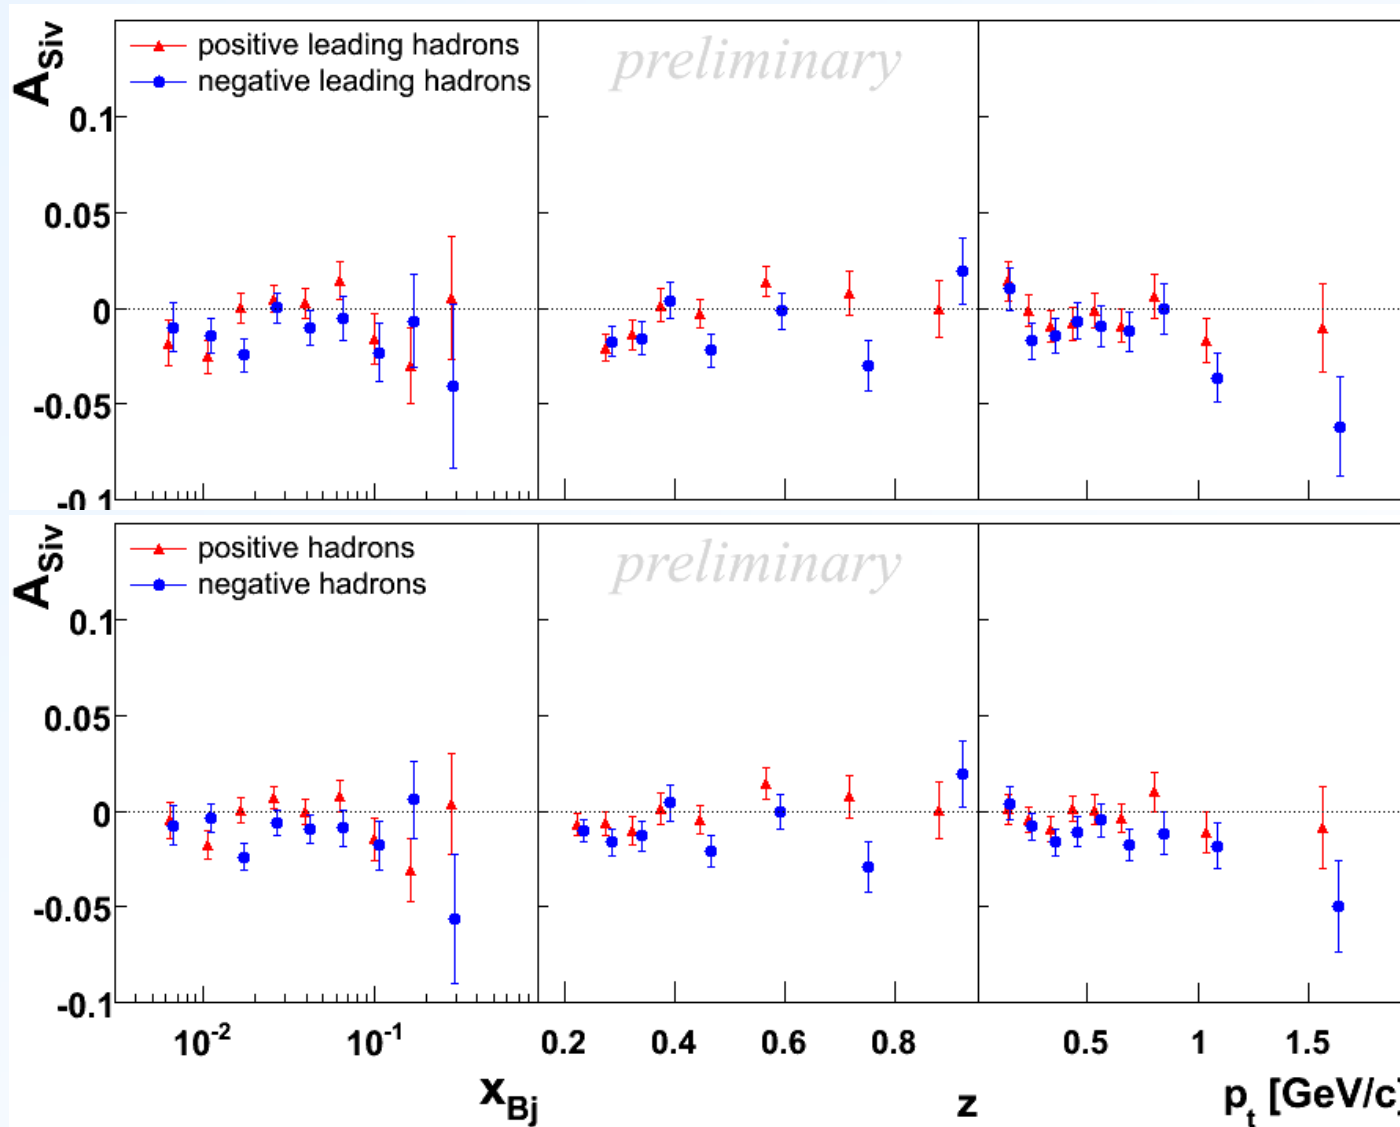 A_Siv
positive leading hadrons
negative leading hadrons
preliminary
0.1
0.05
0
-0.05
-0.1
A_Siv
positive hadrons
negative hadrons
preliminary
0.1
0.05
0
-0.05
-0.1
10^-2 10^-1 0.2 0.4 0.6 0.8 0.5 1 1.5
x_Bj z p_t [GeV/c]